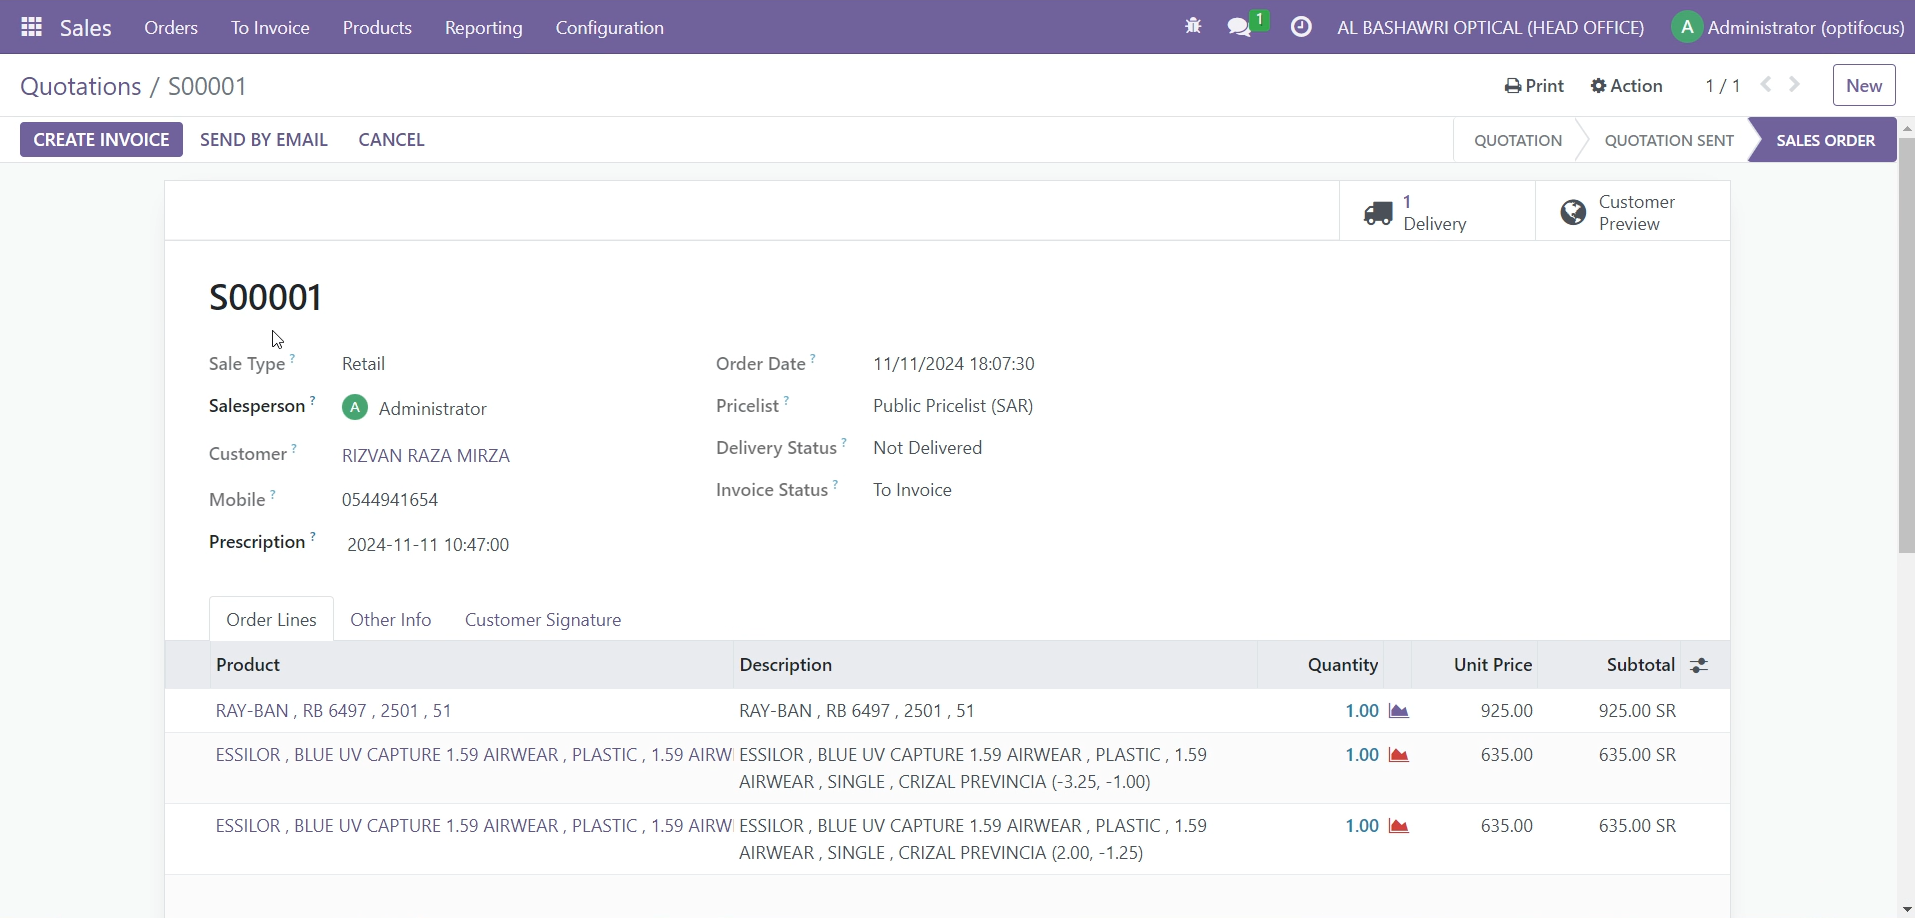 Sales Orders To Invoice Products Reporting Configuration 1 AL BASHAWRI OPTICAL (HEAD OFFICE) A Administrator (optifocus)
Quotations / S00001 Print Action 1 / 1 New
CREATE INVOICE SEND BY EMAIL CANCEL QUOTATION QUOTATION SENT SALES ORDER
1
Delivery
Customer
Preview
S00001
Sale Type ? Retail
Salesperson ? A Administrator
Customer ? RIZVAN RAZA MIRZA
Mobile ? 0544941654
Prescription ? 2024-11-11 10:47:00
Order Date ? 11/11/2024 18:07:30
Pricelist ? Public Pricelist (SAR)
Delivery Status ? Not Delivered
Invoice Status ? To Invoice
Order Lines Other Info Customer Signature
Product Description Quantity Unit Price Subtotal
RAY-BAN , RB 6497 , 2501 , 51 RAY-BAN , RB 6497 , 2501 , 51 1.00 925.00 925.00 SR
ESSILOR , BLUE UV CAPTURE 1.59 AIRWEAR , PLASTIC , 1.59 AIRW ESSILOR , BLUE UV CAPTURE 1.59 AIRWEAR , PLASTIC , 1.59 1.00 635.00 635.00 SR
AIRWEAR , SINGLE , CRIZAL PREVINCIA (-3.25, -1.00)
ESSILOR , BLUE UV CAPTURE 1.59 AIRWEAR , PLASTIC , 1.59 AIRW ESSILOR , BLUE UV CAPTURE 1.59 AIRWEAR , PLASTIC , 1.59 1.00 635.00 635.00 SR
AIRWEAR , SINGLE , CRIZAL PREVINCIA (2.00, -1.25)